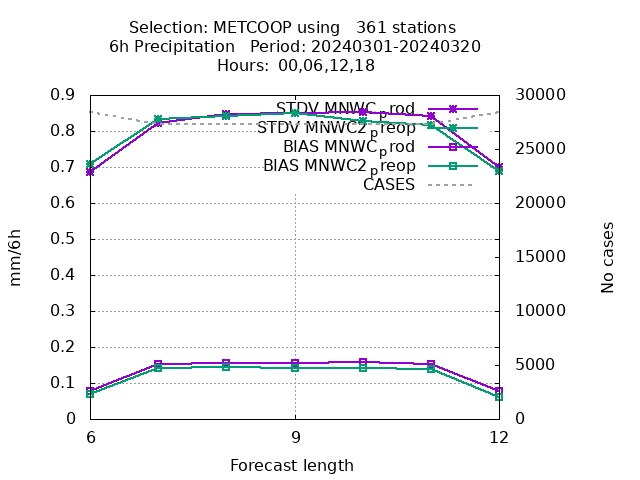 Selection: METCOOP using   361 stations
6h Precipitation   Period: 20240301-20240320
Hours:  00,06,12,18
STDV MNWC_prod
STDV MNWC2_preop
BIAS MNWC_prod
BIAS MNWC2_preop
CASES
0.9
0.8
0.7
0.6
0.5
0.4
0.3
0.2
0.1
0
mm/6h
30000
25000
20000
15000
10000
5000
0
No cases
6
9
12
Forecast length